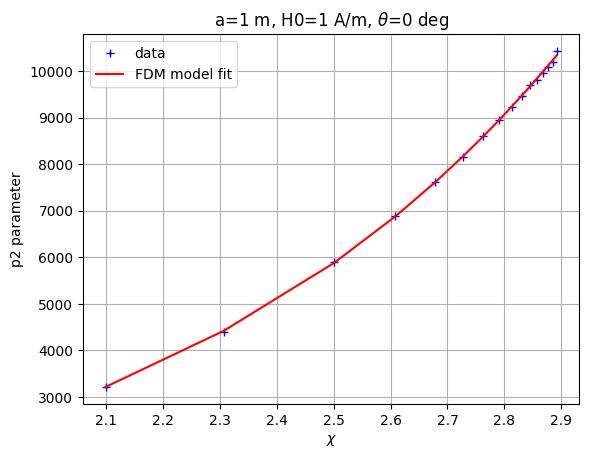 a=1 m, H0=1 A/m, θ=0 deg
data
FDM model fit
p2 parameter
10000
9000
8000
7000
6000
5000
4000
3000
2.1 2.2 2.3 2.4 2.5 2.6 2.7 2.8 2.9
χ